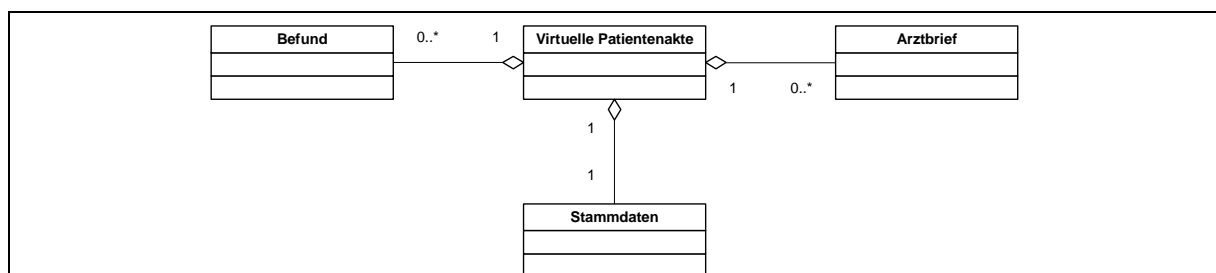 Befund
0..*
1
Virtuelle Patientenakte
Arztbrief
1
0..*
1
1
Stammdaten